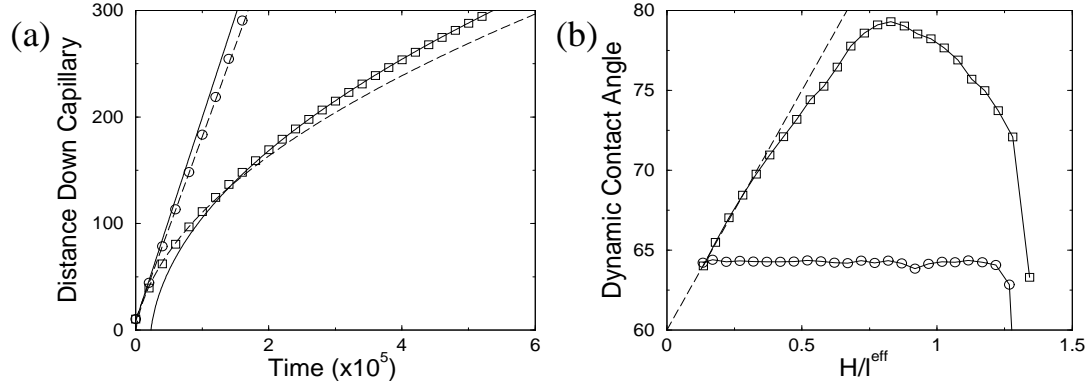 (a)
Distance Down Capillary
300
200
100
0
0
2
4
6
Time (x10⁵)
(b)
Dynamic Contact Angle
80
75
70
65
60
0
0.5
1
1.5
H/l^eff